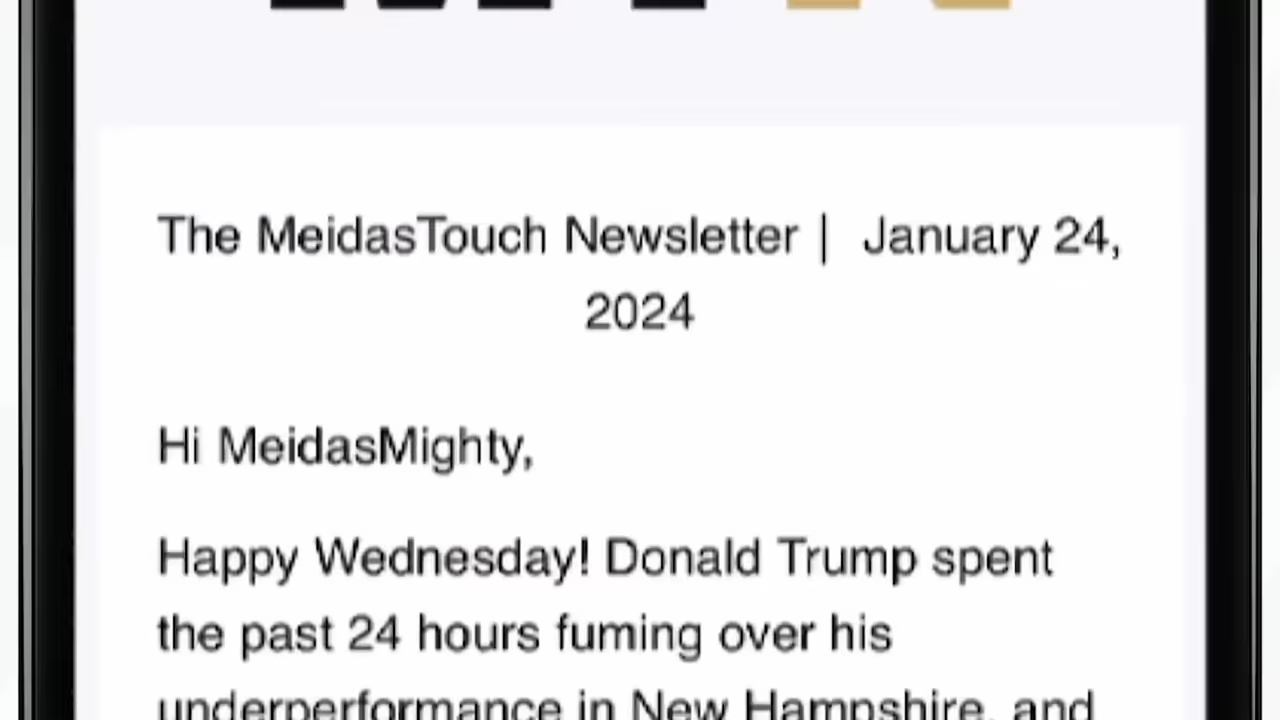 The MeidasTouch Newsletter | January 24,
2024
Hi MeidasMighty,
Happy Wednesday! Donald Trump spent
the past 24 hours fuming over his
underperformance in New Hampshire, and